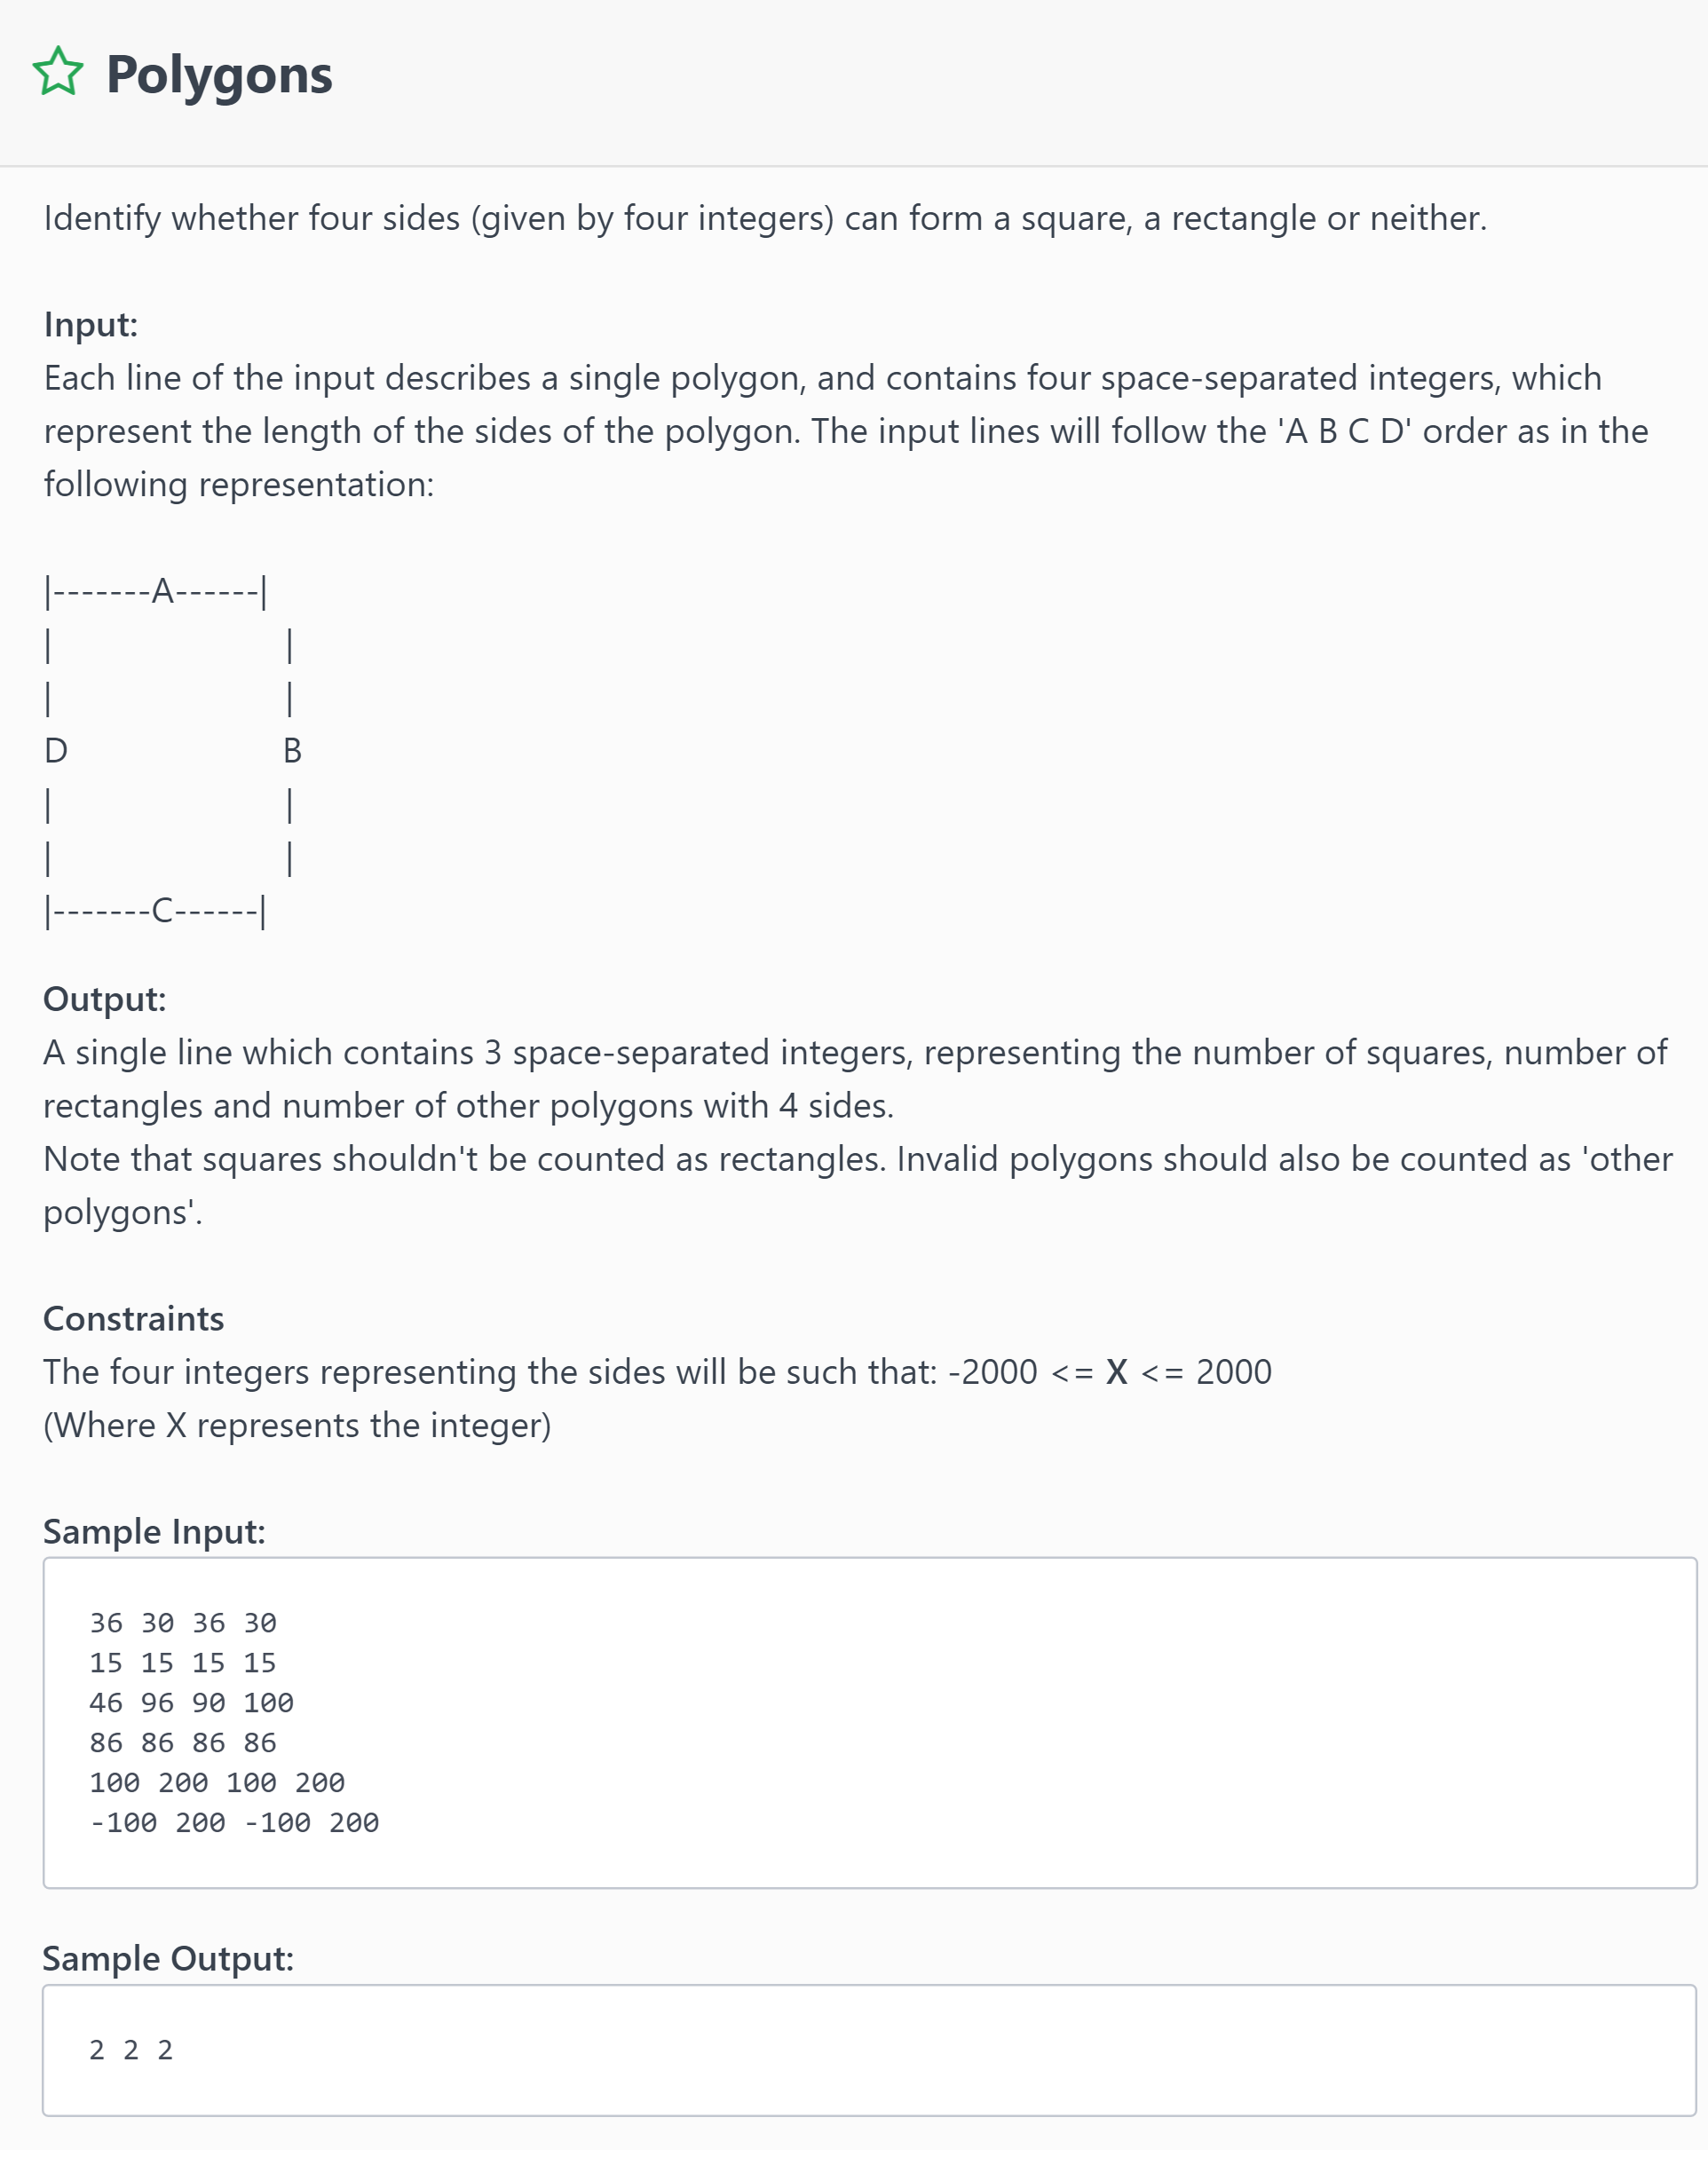 Polygons
Identify whether four sides (given by four integers) can form a square, a rectangle or neither.
Input:
Each line of the input describes a single polygon, and contains four space-separated integers, which
represent the length of the sides of the polygon. The input lines will follow the 'A B C D' order as in the
following representation:
|-------A------|
| |
| |
D B
| |
| |
|-------C------|
Output:
A single line which contains 3 space-separated integers, representing the number of squares, number of
rectangles and number of other polygons with 4 sides.
Note that squares shouldn't be counted as rectangles. Invalid polygons should also be counted as 'other
polygons'.
Constraints
The four integers representing the sides will be such that: -2000 <= X <= 2000
(Where X represents the integer)
Sample Input:
36 30 36 30
15 15 15 15
46 96 90 100
86 86 86 86
100 200 100 200
-100 200 -100 200
Sample Output:
2 2 2